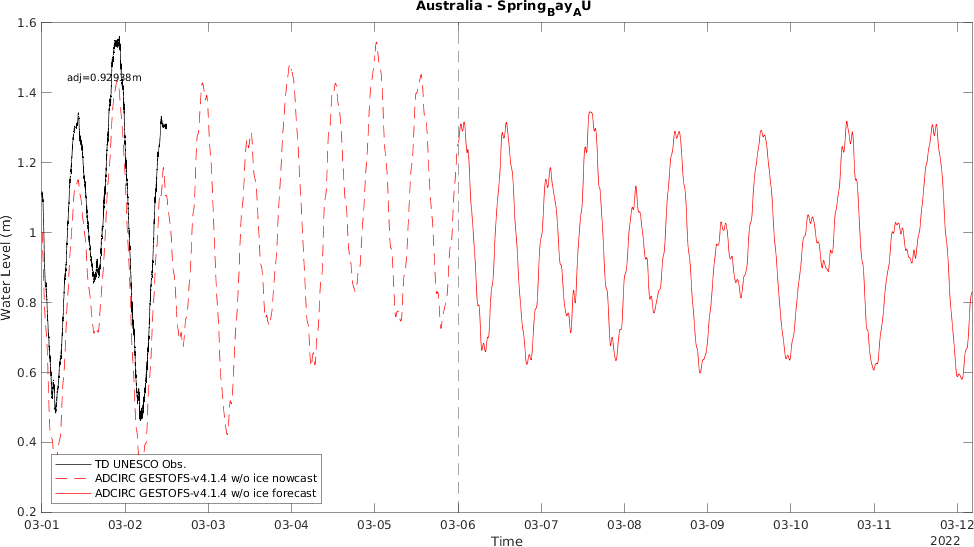 Australia - Spring_Bay_AU
1.6
adj=0.92938m
1.4
1.2
1
0.8
0.6
0.4
0.2
Water Level (m)
TD UNESCO Obs.
ADCIRC GESTOFS-v4.1.4 w/o ice nowcast
ADCIRC GESTOFS-v4.1.4 w/o ice forecast
03-01 03-02 03-03 03-04 03-05 03-06 03-07 03-08 03-09 03-10 03-11 03-12
Time
2022